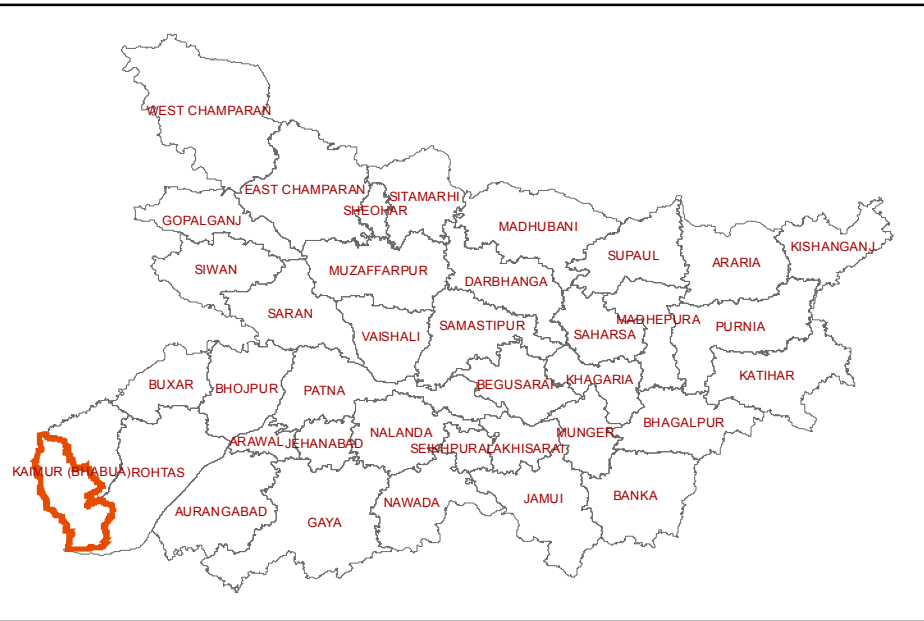 WEST CHAMPARAN
EAST CHAMPARAN
SITAMARHI
SHEOHAR
GOPALGANJ
MADHUBANI
KISHANGANJ
SUPAUL
ARARIA
SIWAN
MUZAFFARPUR
DARBHANGA
SARAN
MADHEPURA
SAMASTIPUR
PURNIA
VAISHALI
SAHARSA
KATIHAR
BUXAR
BHOJPUR
PATNA
BEGUSARAI
KHAGARIA
BHAGALPUR
NALANDA
MUNGER
ARAWAL
JEHANABAD
SEIKHPURA
LAKHISARAI
KAIMUR (BHABUA)
ROHTAS
BANKA
JAMUI
NAWADA
AURANGABAD
GAYA